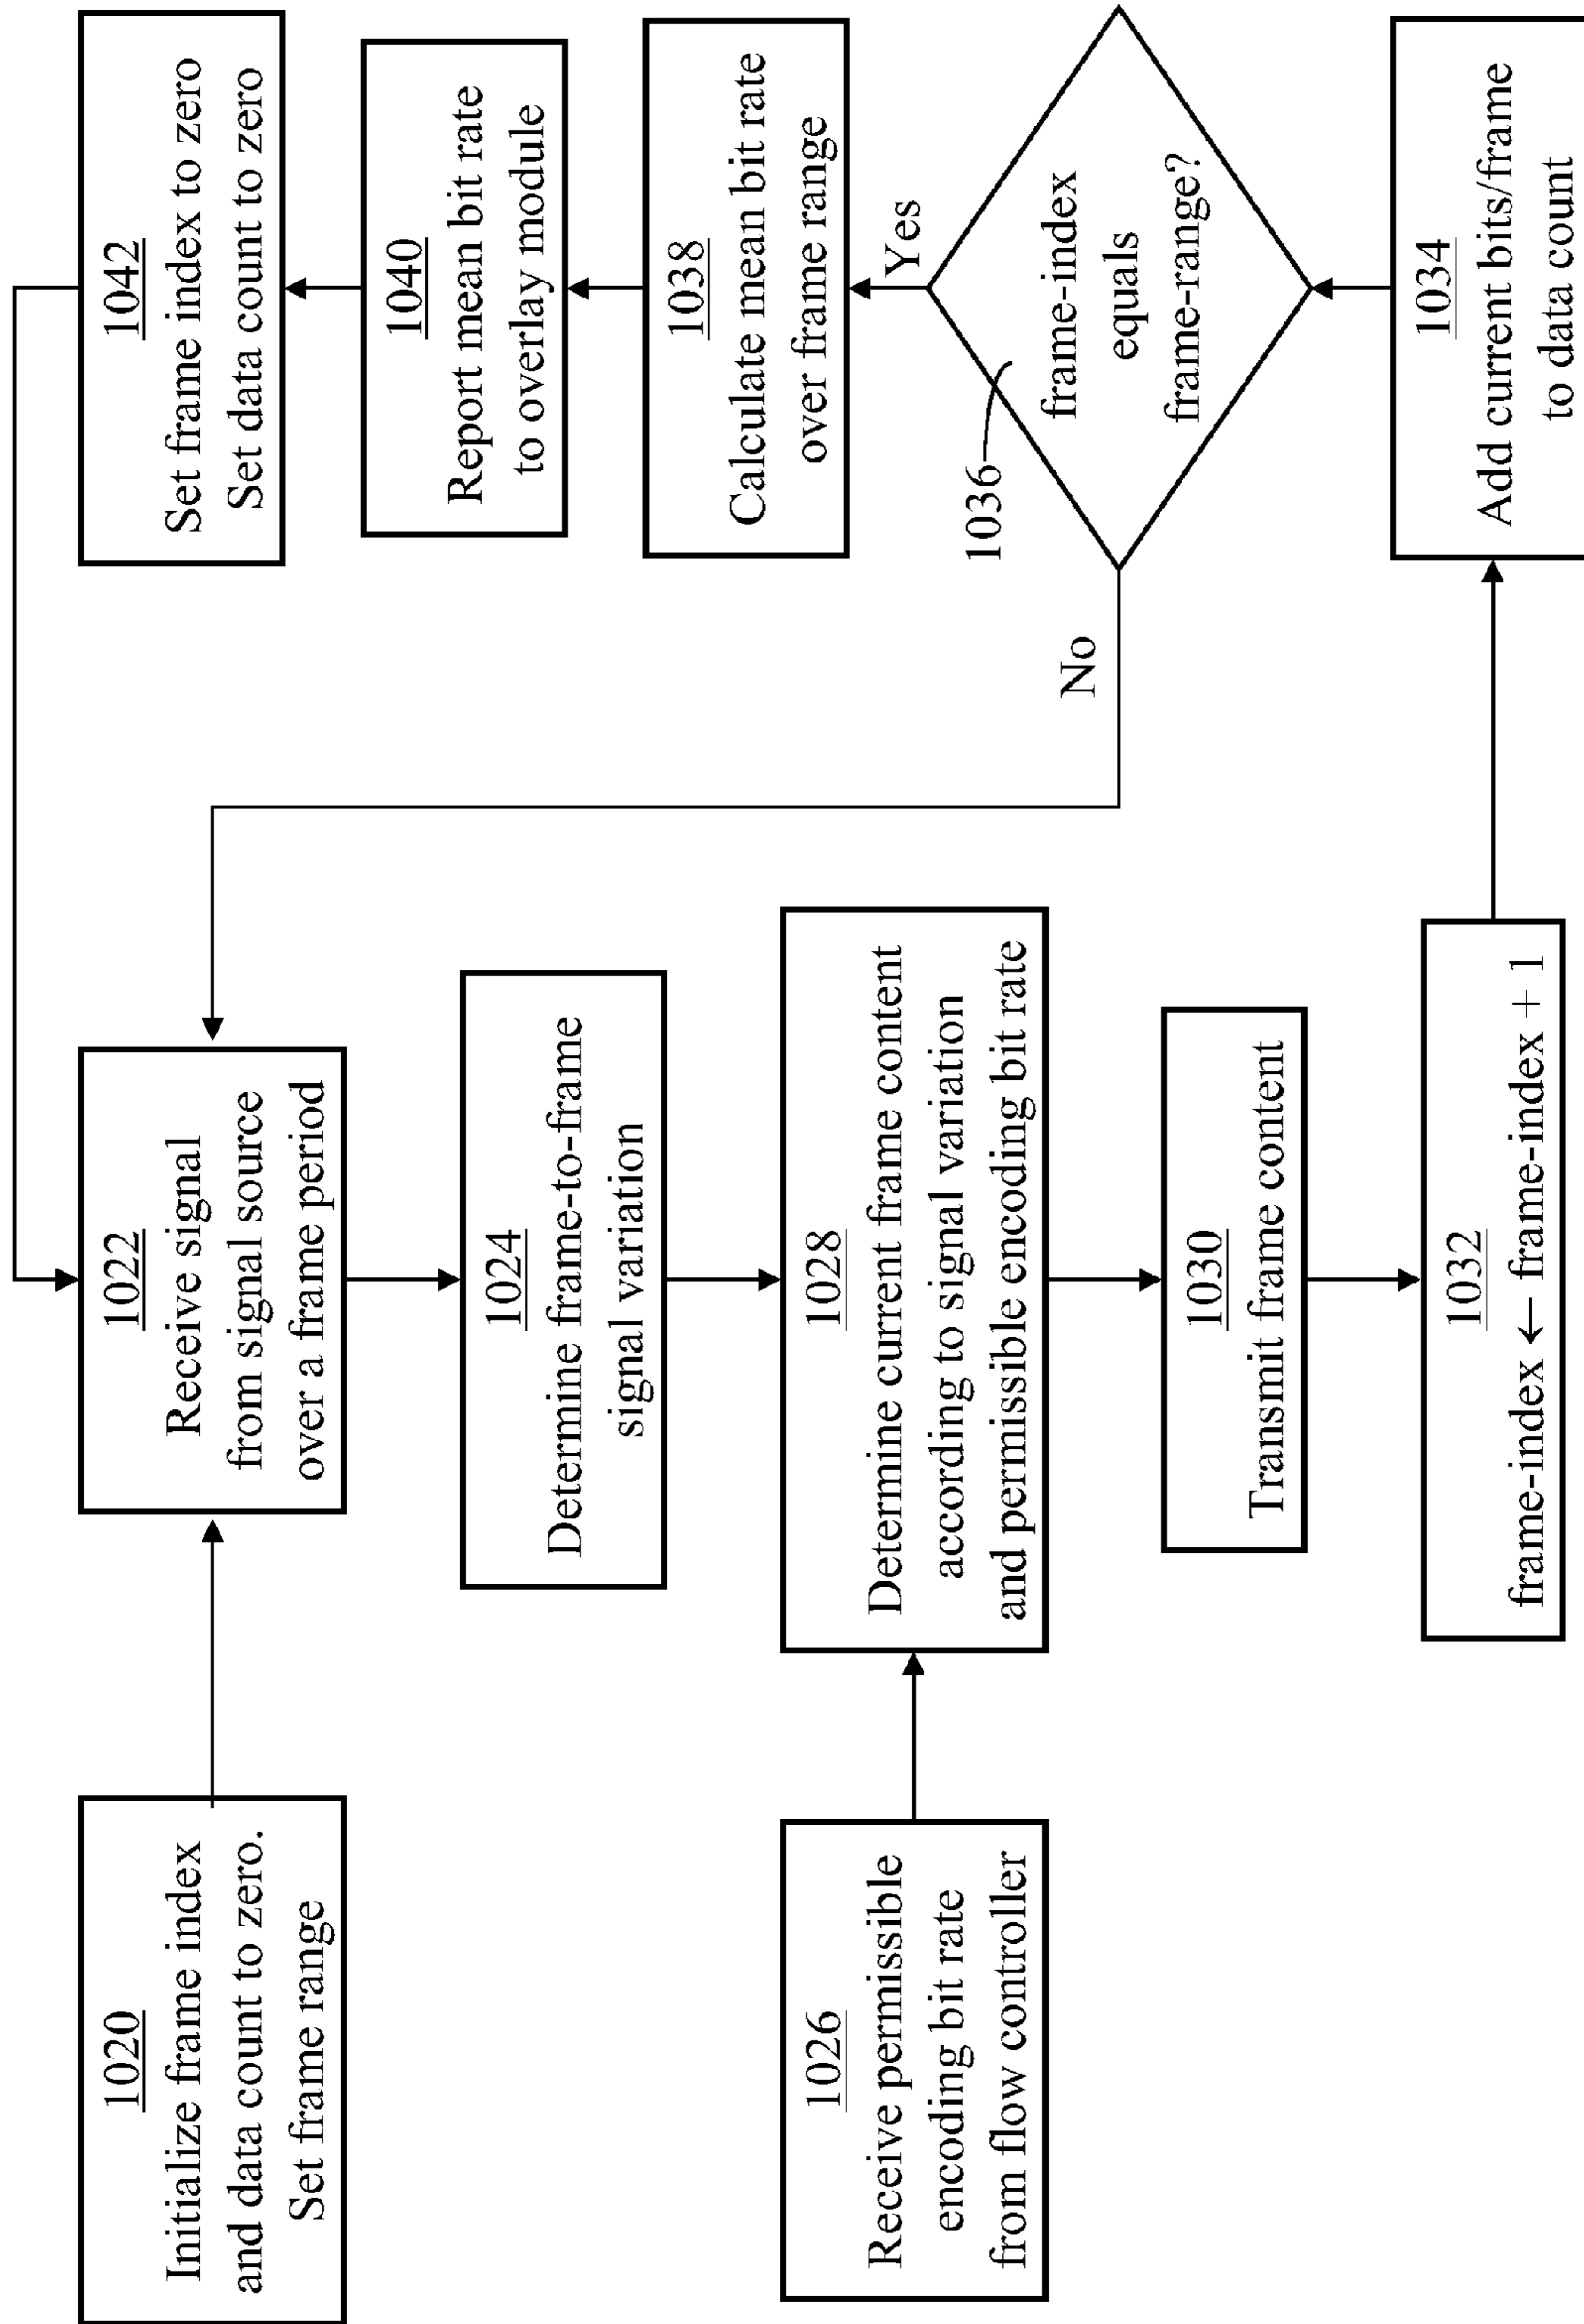 1020
Initialize frame index
and data count to zero.
Set frame range
1022
Receive signal
from signal source
over a frame period
1024
Determine frame-to-frame
signal variation
1026
Receive permissible
encoding bit rate
from flow controller
1028
Determine current frame content
according to signal variation
and permissible encoding bit rate
1030
Transmit frame content
1032
frame-index ← frame-index + 1
1034
Add current bits/frame
to data count
1036
frame-index
equals
frame-range?
No
Yes
1038
Calculate mean bit rate
over frame range
1040
Report mean bit rate
to overlay module
1042
Set frame index to zero
Set data count to zero